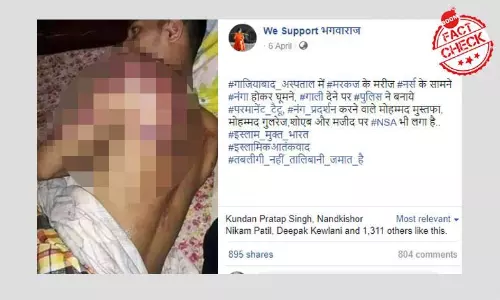 BOOM
FACT
CHECK
We Support भगवाराज
6 April
#गाजियाबाद_अस्पताल में #मरकज के मरीज #नर्स के सामने
#नंगा होकर घूमने, #गाली देने पर #पुलिस ने बनाये
#परमानेंट_टैटू, #नंग_प्रदर्शन करने वाले मोहम्मद मुस्तफा,
मोहम्मद गुलरेज,शोएब और मजीद पर #NSA भी लगा है..
#इस्लाम_मुक्त_भारत
#इस्लामिकआतंकवाद
#तबलीगी_नहीं_तालिबानी_जमात_है
Kundan Pratap Singh, Nandkishor
Nikam Patil, Deepak Kewlani and 1,311 others like this.
Most relevant
895 shares
804 comments